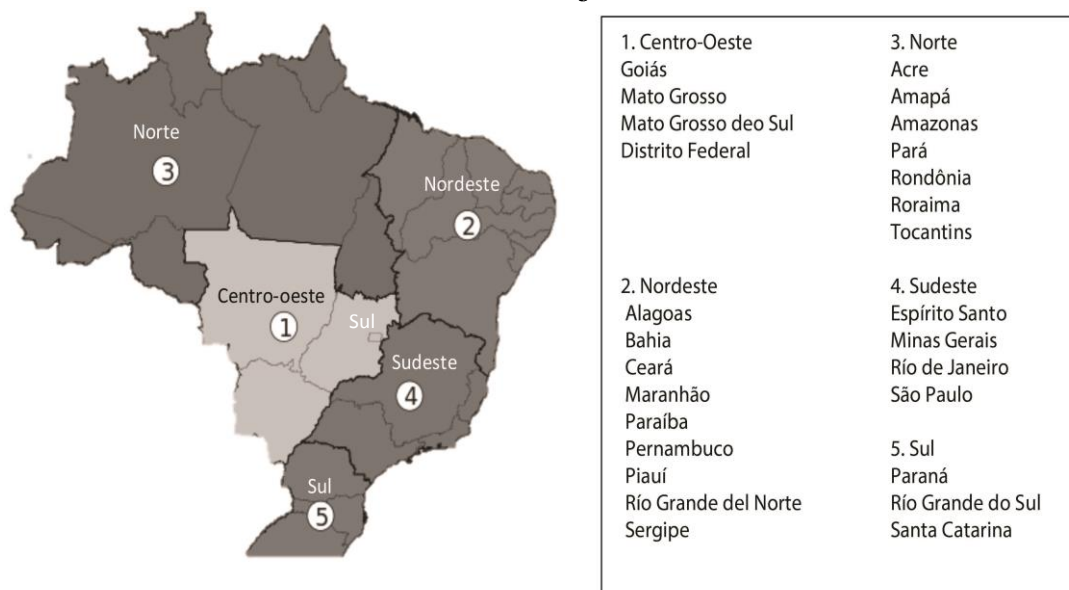 Norte
3
Nordeste
2
Centro-oeste
1
Sul
Sudeste
4
Sul
5
1. Centro-Oeste
Goiás
Mato Grosso
Mato Grosso deo Sul
Distrito Federal
3. Norte
Acre
Amapá
Amazonas
Pará
Rondônia
Roraima
Tocantins
2. Nordeste
Alagoas
Bahia
Ceará
Maranhão
Paraíba
Pernambuco
Piauí
Río Grande del Norte
Sergipe
4. Sudeste
Espírito Santo
Minas Gerais
Río de Janeiro
São Paulo
5. Sul
Paraná
Río Grande do Sul
Santa Catarina